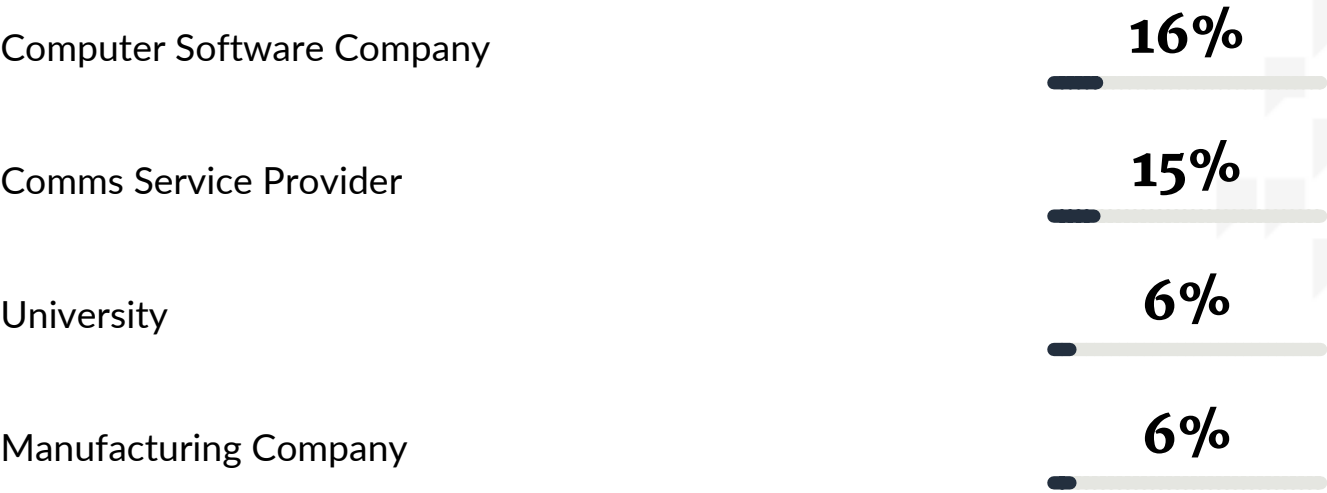 Computer Software Company
16%
Comms Service Provider
15%
University
6%
Manufacturing Company
6%